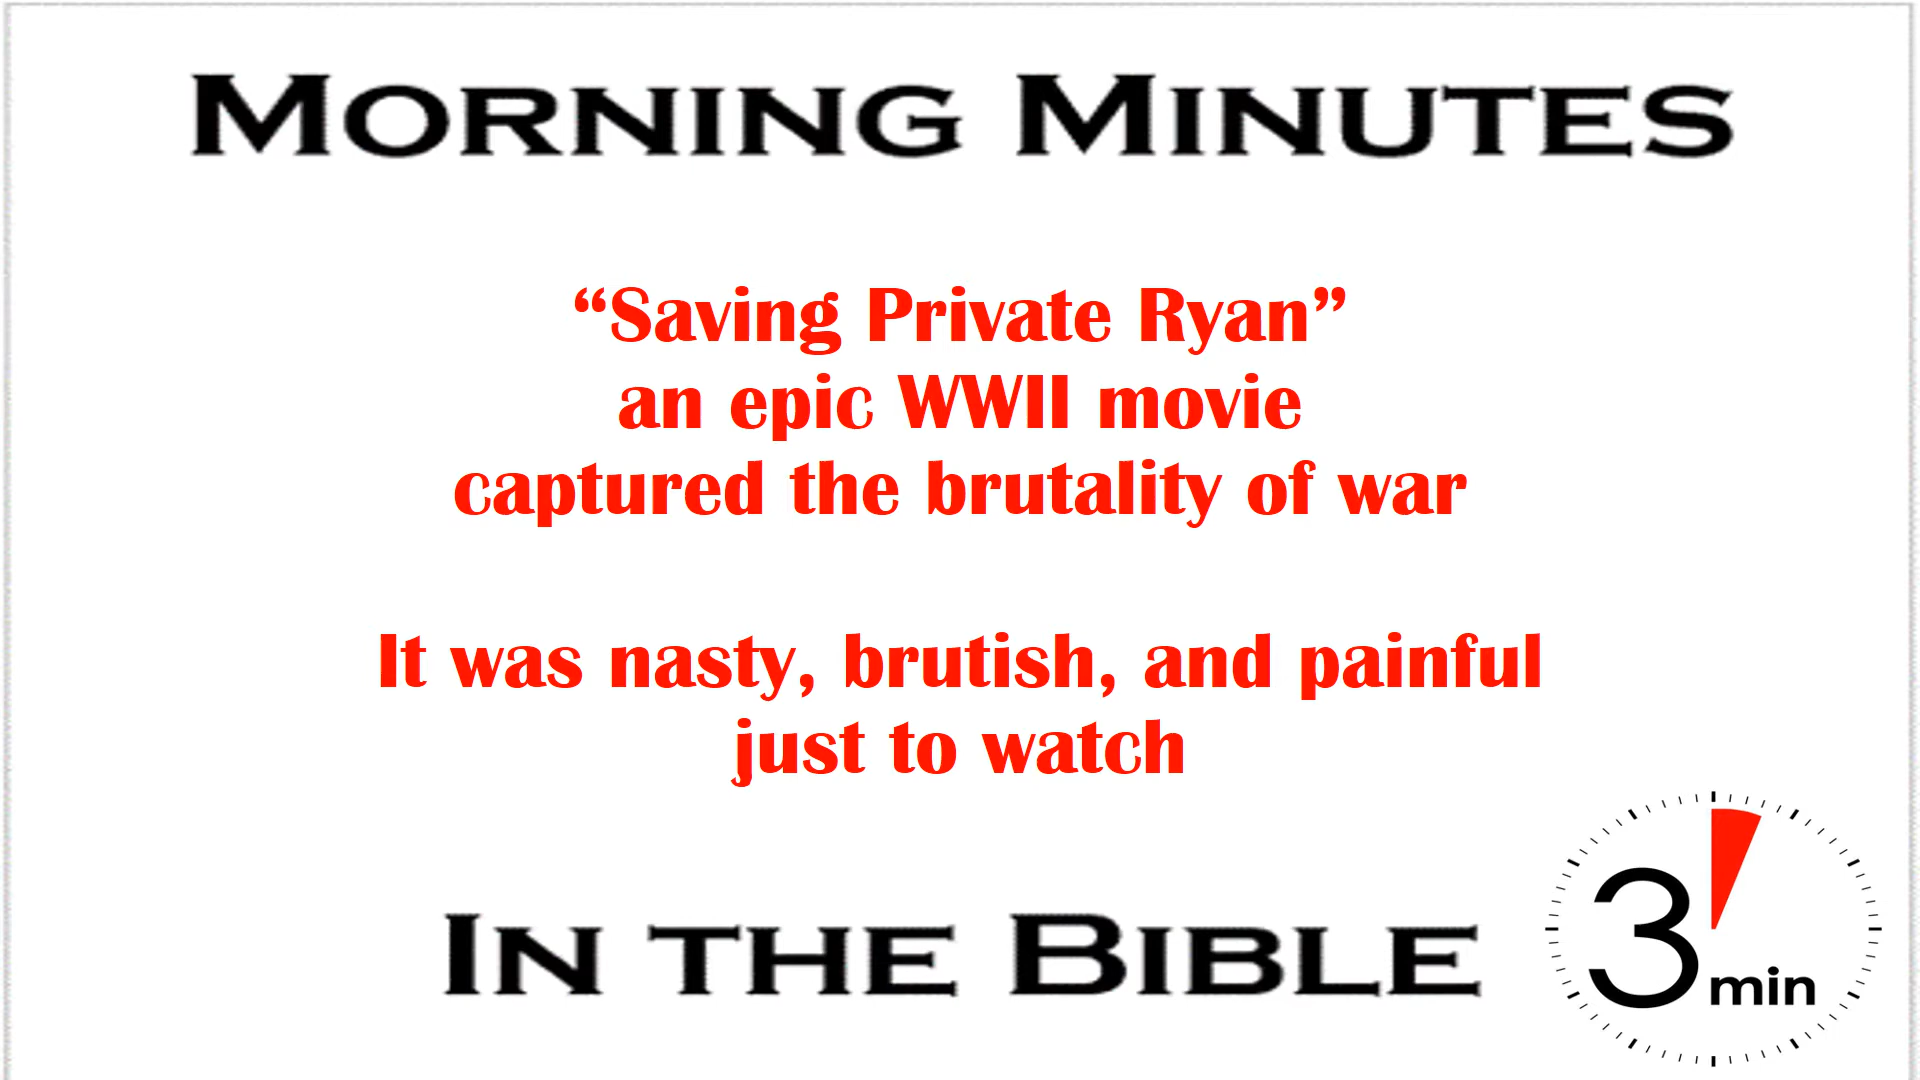 MORNING MINUTES
“Saving Private Ryan”
an epic WWII movie
captured the brutality of war
It was nasty, brutish, and painful
just to watch
IN THE BIBLE
3 min